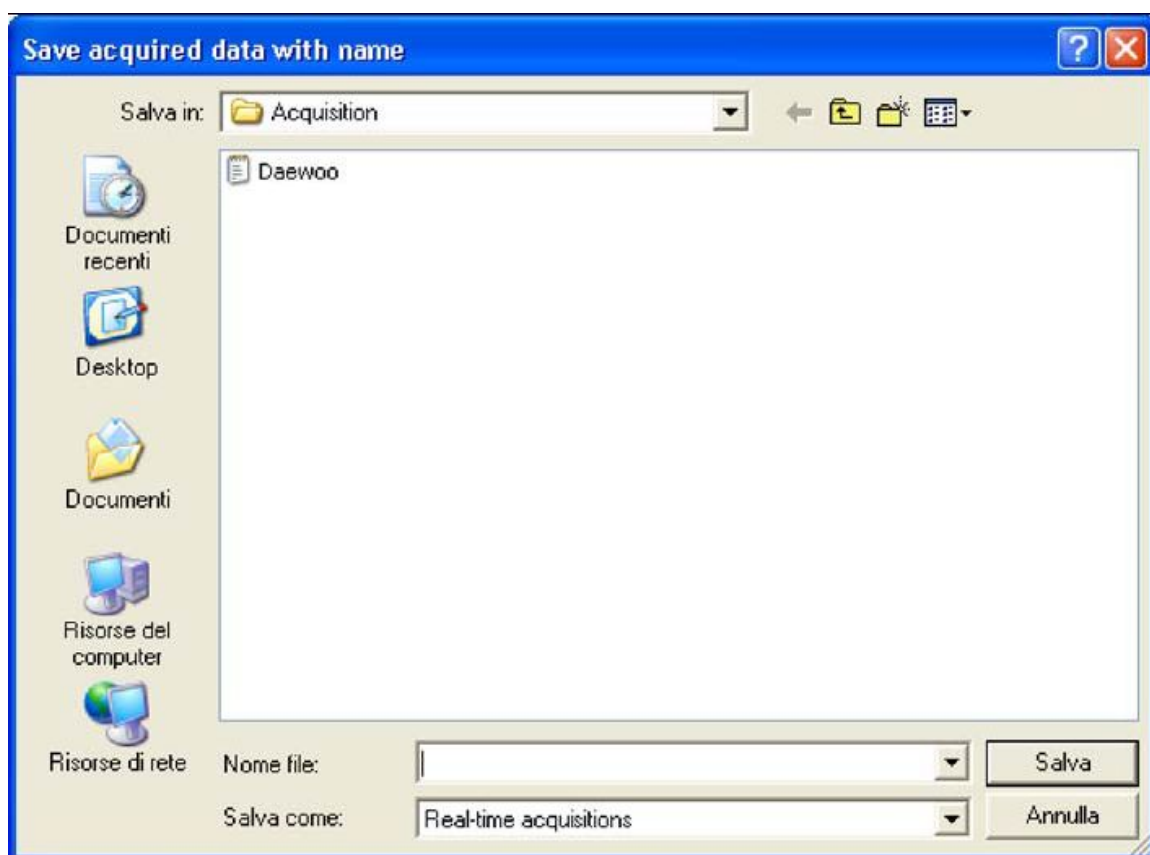 Save acquired data with name
Salva in:
Acquisition
Daewoo
Documenti
recenti
Desktop
Documenti
Risorse del
computer
Risorse di rete
Nome file:
Salva
Salva come:
Real-time acquisitions
Annulla